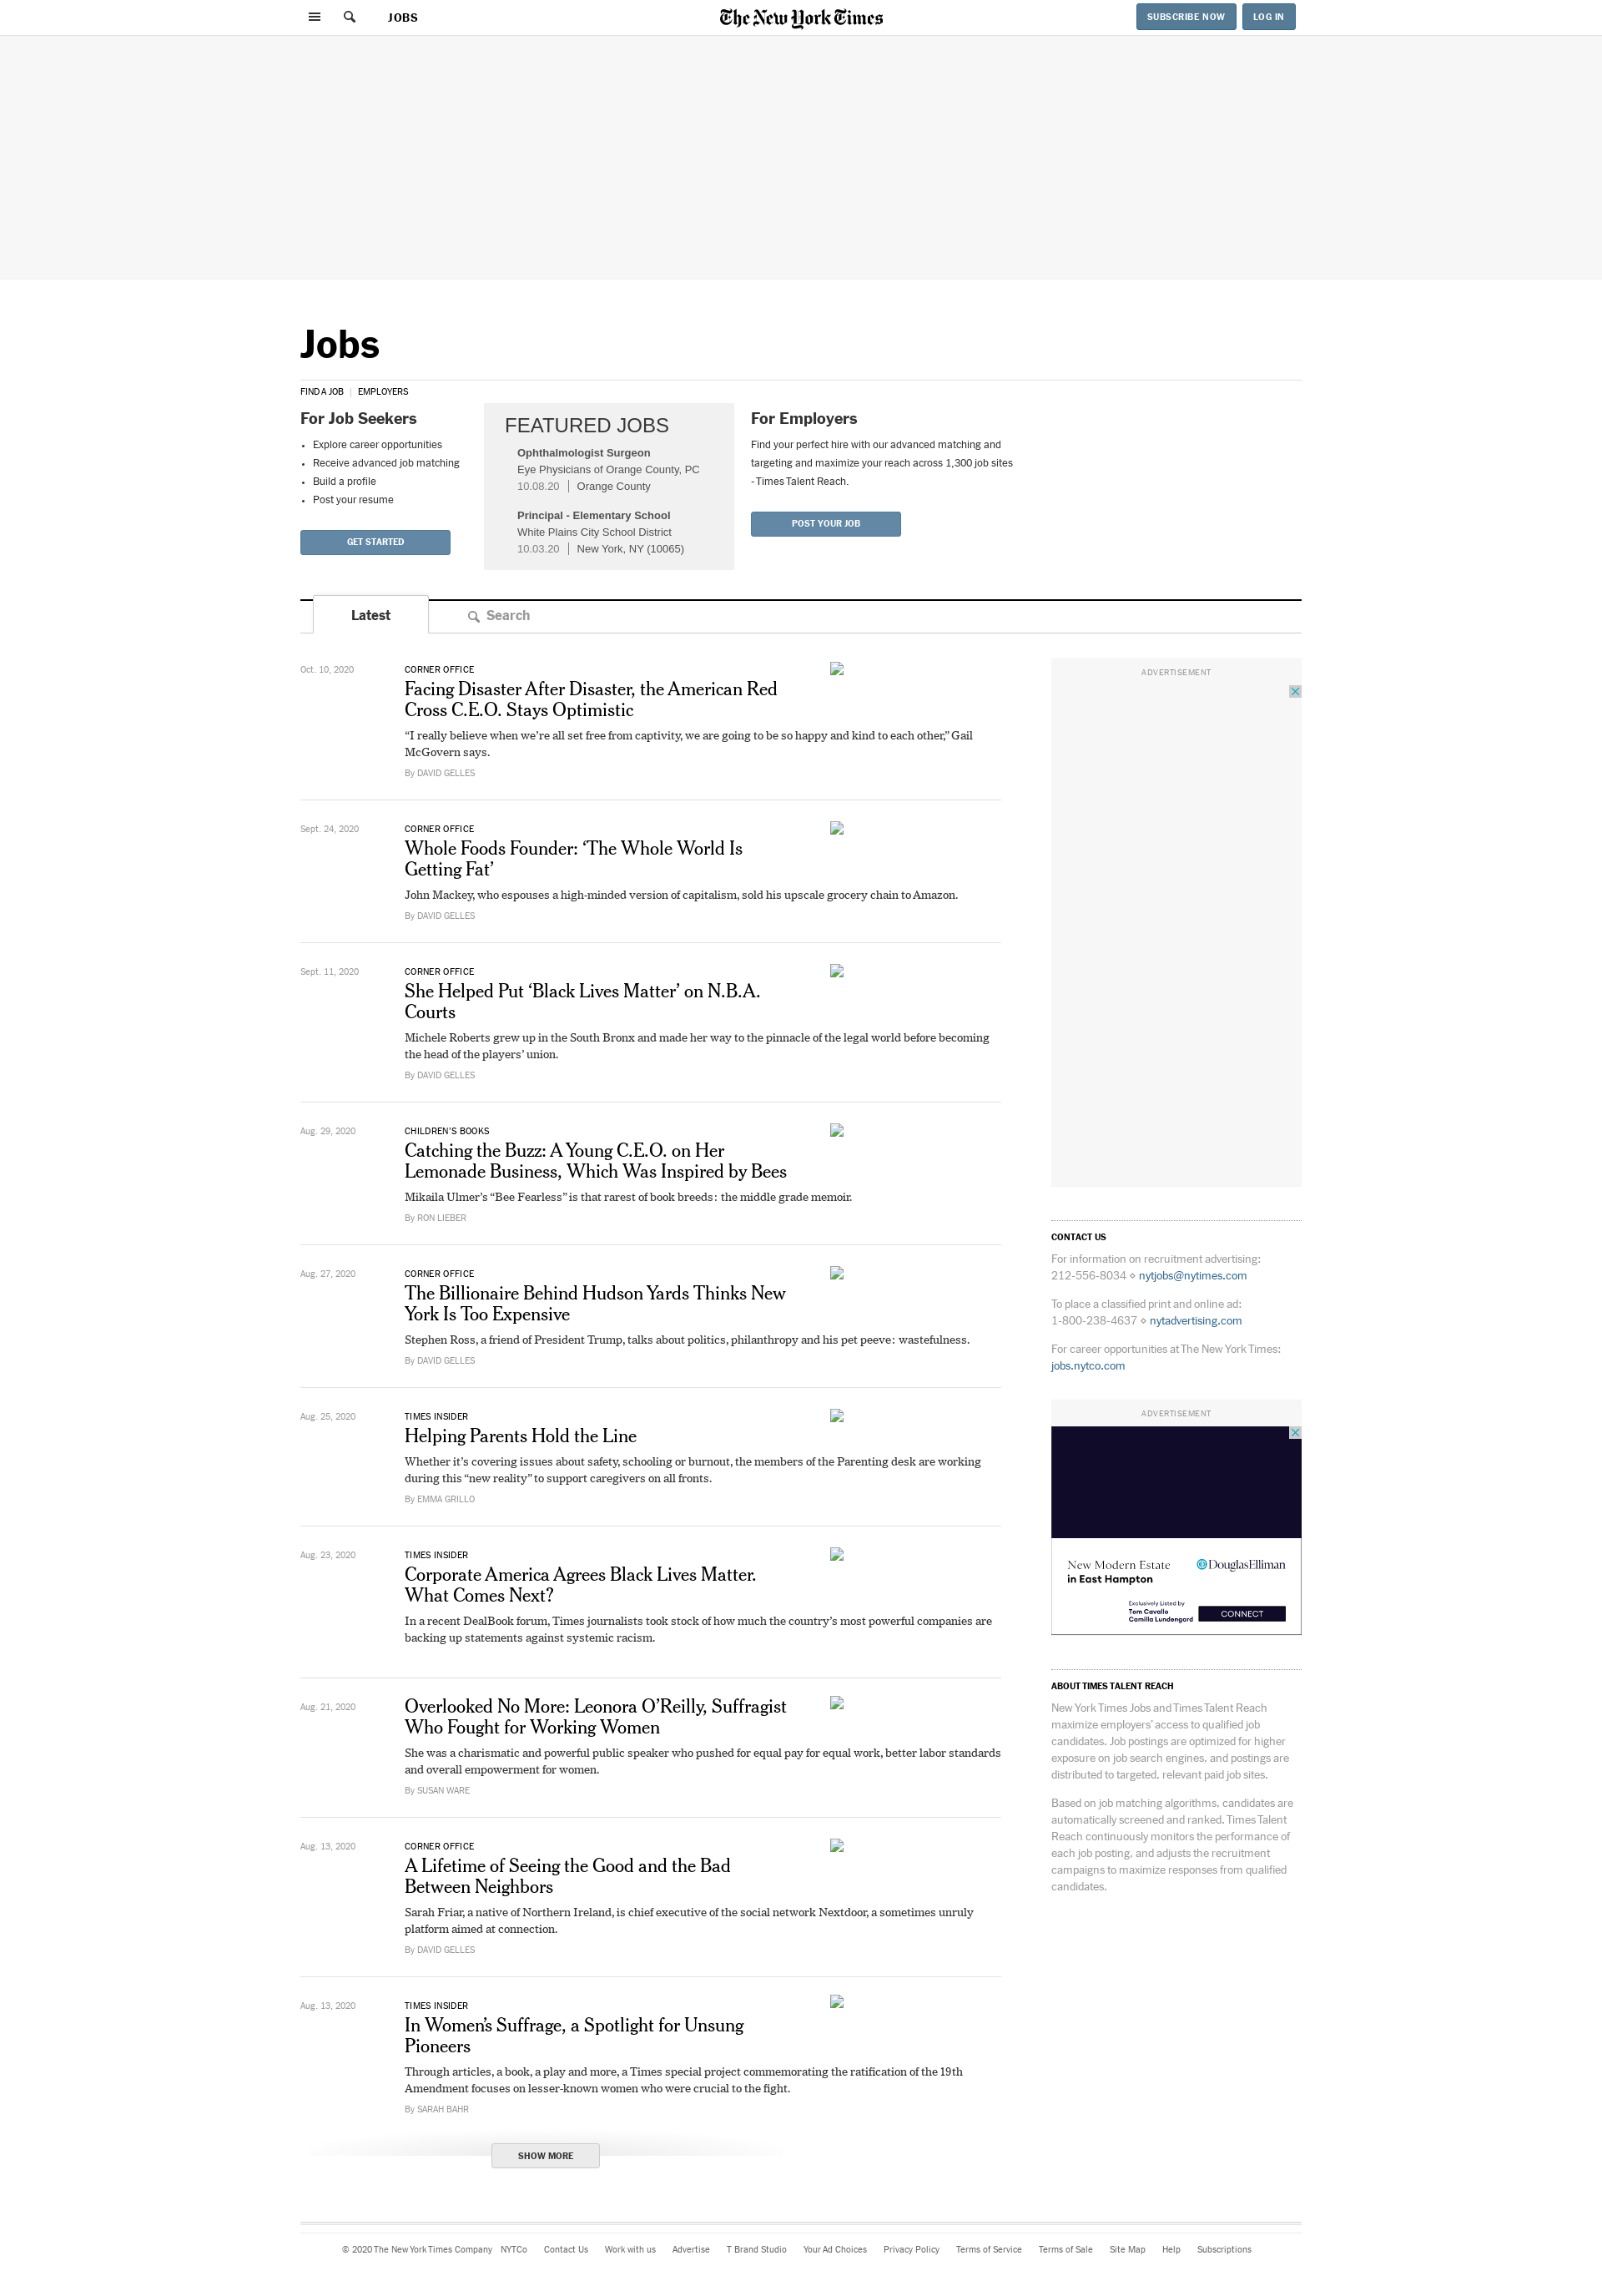 JOBS
The New York Times
SUBSCRIBE NOW
LOG IN
Jobs
FIND A JOB | EMPLOYERS
For Job Seekers
Explore career opportunities
Receive advanced job matching
Build a profile
Post your resume
GET STARTED
FEATURED JOBS
Ophthalmologist Surgeon
Eye Physicians of Orange County, PC
10.08.20 | Orange County
Principal - Elementary School
White Plains City School District
10.03.20 | New York, NY (10065)
For Employers
Find your perfect hire with our advanced matching and
targeting and maximize your reach across 1,300 job sites
- Times Talent Reach.
POST YOUR JOB
Latest
Search
Oct. 10, 2020
CORNER OFFICE
Facing Disaster After Disaster, the American Red
Cross C.E.O. Stays Optimistic
“I really believe when we’re all set free from captivity, we are going to be so happy and kind to each other,” Gail
McGovern says.
By DAVID GELLES
Sept. 24, 2020
CORNER OFFICE
Whole Foods Founder: ‘The Whole World Is
Getting Fat’
John Mackey, who espouses a high-minded version of capitalism, sold his upscale grocery chain to Amazon.
By DAVID GELLES
Sept. 11, 2020
CORNER OFFICE
She Helped Put ‘Black Lives Matter’ on N.B.A.
Courts
Michele Roberts grew up in the South Bronx and made her way to the pinnacle of the legal world before becoming
the head of the players’ union.
By DAVID GELLES
Aug. 29, 2020
CHILDREN’S BOOKS
Catching the Buzz: A Young C.E.O. on Her
Lemonade Business, Which Was Inspired by Bees
Mikaila Ulmer’s “Bee Fearless” is that rarest of book breeds: the middle grade memoir.
By RON LIEBER
Aug. 27, 2020
CORNER OFFICE
The Billionaire Behind Hudson Yards Thinks New
York Is Too Expensive
Stephen Ross, a friend of President Trump, talks about politics, philanthropy and his pet peeve: wastefulness.
By DAVID GELLES
Aug. 25, 2020
TIMES INSIDER
Helping Parents Hold the Line
Whether it’s covering issues about safety, schooling or burnout, the members of the Parenting desk are working
during this “new reality” to support caregivers on all fronts.
By EMMA GRILLO
Aug. 23, 2020
TIMES INSIDER
Corporate America Agrees Black Lives Matter.
What Comes Next?
In a recent DealBook forum, Times journalists took stock of how much the country’s most powerful companies are
backing up statements against systemic racism.
Aug. 21, 2020
Overlooked No More: Leonora O’Reilly, Suffragist
Who Fought for Working Women
She was a charismatic and powerful public speaker who pushed for equal pay for equal work, better labor standards
and overall empowerment for women.
By SUSAN WARE
Aug. 13, 2020
CORNER OFFICE
A Lifetime of Seeing the Good and the Bad
Between Neighbors
Sarah Friar, a native of Northern Ireland, is chief executive of the social network Nextdoor, a sometimes unruly
platform aimed at connection.
By DAVID GELLES
Aug. 13, 2020
TIMES INSIDER
In Women’s Suffrage, a Spotlight for Unsung
Pioneers
Through articles, a book, a play and more, a Times special project commemorating the ratification of the 19th
Amendment focuses on lesser-known women who were crucial to the fight.
By SARAH BAHR
SHOW MORE
ADVERTISEMENT
CONTACT US
For information on recruitment advertising:
212-556-8034 ⋄ nytjobs@nytimes.com
To place a classified print and online ad:
1-800-238-4637 ⋄ nytadvertising.com
For career opportunities at The New York Times:
jobs.nytco.com
ADVERTISEMENT
New Modern Estate
in East Hampton
DouglasElliman
Exclusively Listed by
Tom Cavallo
Camilla Lundengard
CONNECT
ABOUT TIMES TALENT REACH
New York Times Jobs and Times Talent Reach
maximize employers’ access to qualified job
candidates. Job postings are optimized for higher
exposure on job search engines, and postings are
distributed to targeted, relevant paid job sites.
Based on job matching algorithms, candidates are
automatically screened and ranked. Times Talent
Reach continuously monitors the performance of
each job posting, and adjusts the recruitment
campaigns to maximize responses from qualified
candidates.
© 2020 The New York Times Company NYTCo Contact Us Work with us Advertise T Brand Studio Your Ad Choices Privacy Policy Terms of Service Terms of Sale Site Map Help Subscriptions